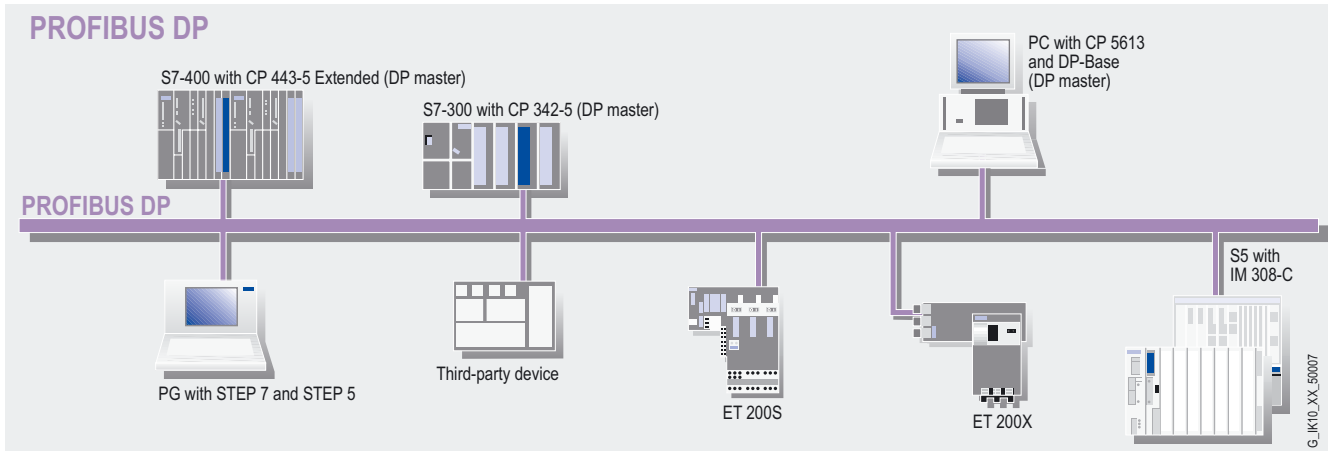 PROFIBUS DP
S7-400 with CP 443-5 Extended (DP master)
S7-300 with CP 342-5 (DP master)
PC with CP 5613
and DP-Base
(DP master)
PROFIBUS DP
PG with STEP 7 and STEP 5
Third-party device
ET 200S
ET 200X
S5 with
IM 308-C
G_IK10_XX_50007